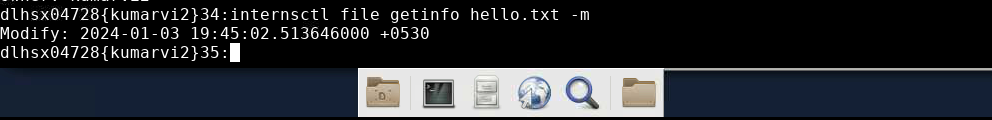 dlhsx04728{kumarvi2}34:internsctl file getinfo hello.txt -m
Modify: 2024-01-03 19:45:02.513646000 +0530
dlhsx04728{kumarvi2}35:
D